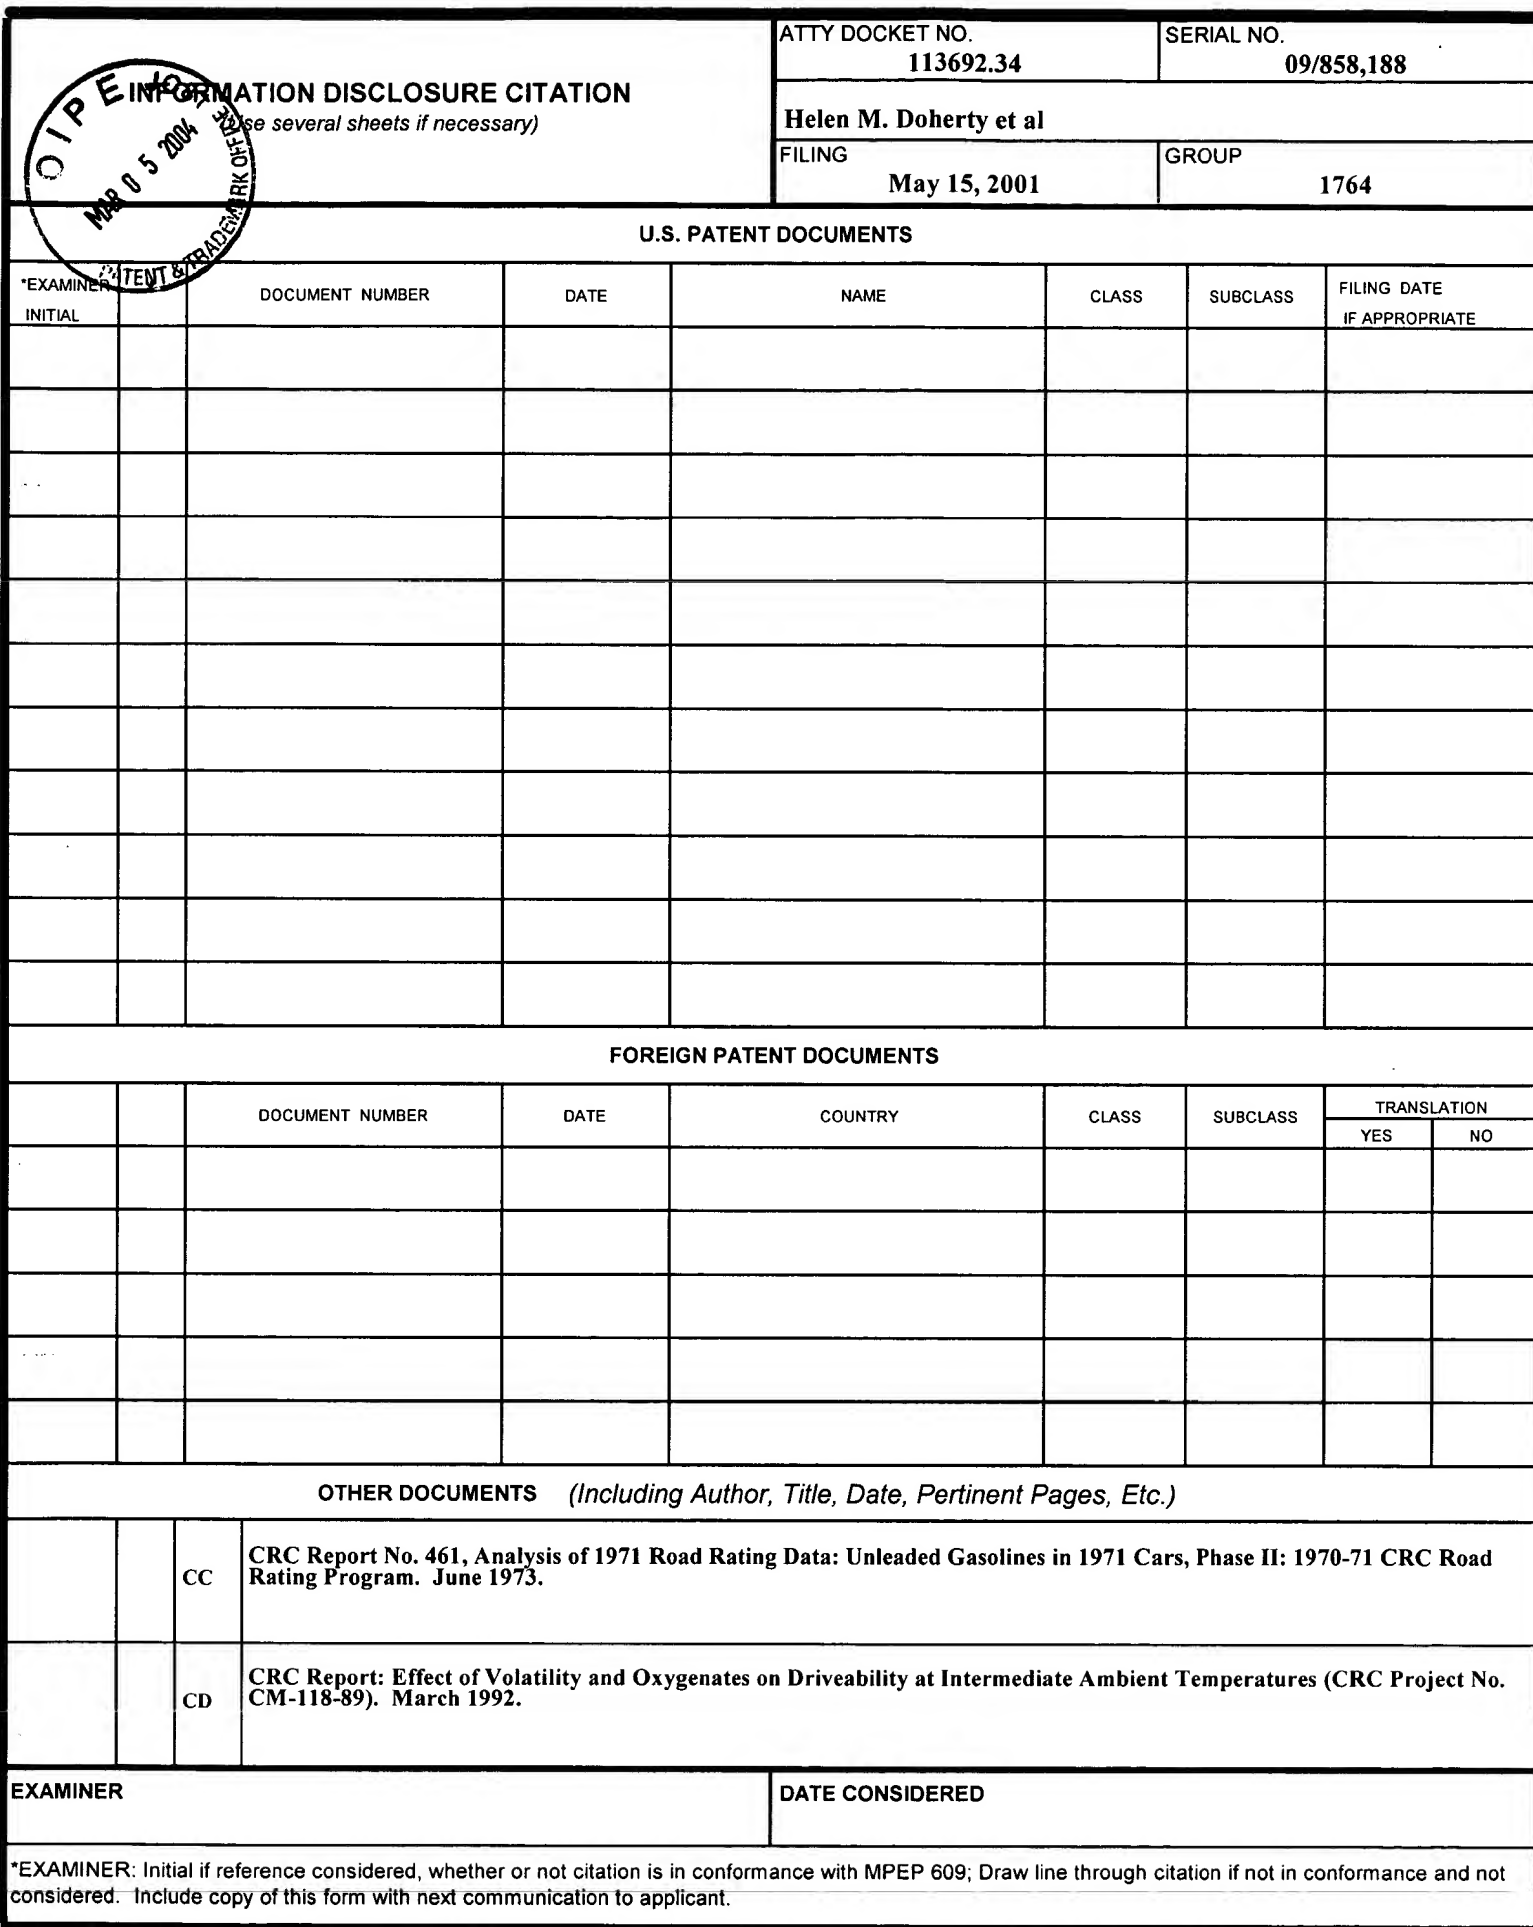 ATTY DOCKET NO.
113692.34
SERIAL NO.
09/858,188
INFORMATION DISCLOSURE CITATION
(Use several sheets if necessary)
OIPE
MAR 05 2004
PATENT & TRADEMARK OFFICE
Helen M. Doherty et al
FILING
May 15, 2001
GROUP
1764
U.S. PATENT DOCUMENTS
*EXAMINER
INITIAL
DOCUMENT NUMBER
DATE
NAME
CLASS
SUBCLASS
FILING DATE
IF APPROPRIATE
FOREIGN PATENT DOCUMENTS
DOCUMENT NUMBER
DATE
COUNTRY
CLASS
SUBCLASS
TRANSLATION
YES
NO
OTHER DOCUMENTS (Including Author, Title, Date, Pertinent Pages, Etc.)
CC
CRC Report No. 461, Analysis of 1971 Road Rating Data: Unleaded Gasolines in 1971 Cars, Phase II: 1970-71 CRC Road
Rating Program. June 1973.
CD
CRC Report: Effect of Volatility and Oxygenates on Driveability at Intermediate Ambient Temperatures (CRC Project No.
CM-118-89). March 1992.
EXAMINER
DATE CONSIDERED
*EXAMINER: Initial if reference considered, whether or not citation is in conformance with MPEP 609; Draw line through citation if not in conformance and not
considered. Include copy of this form with next communication to applicant.